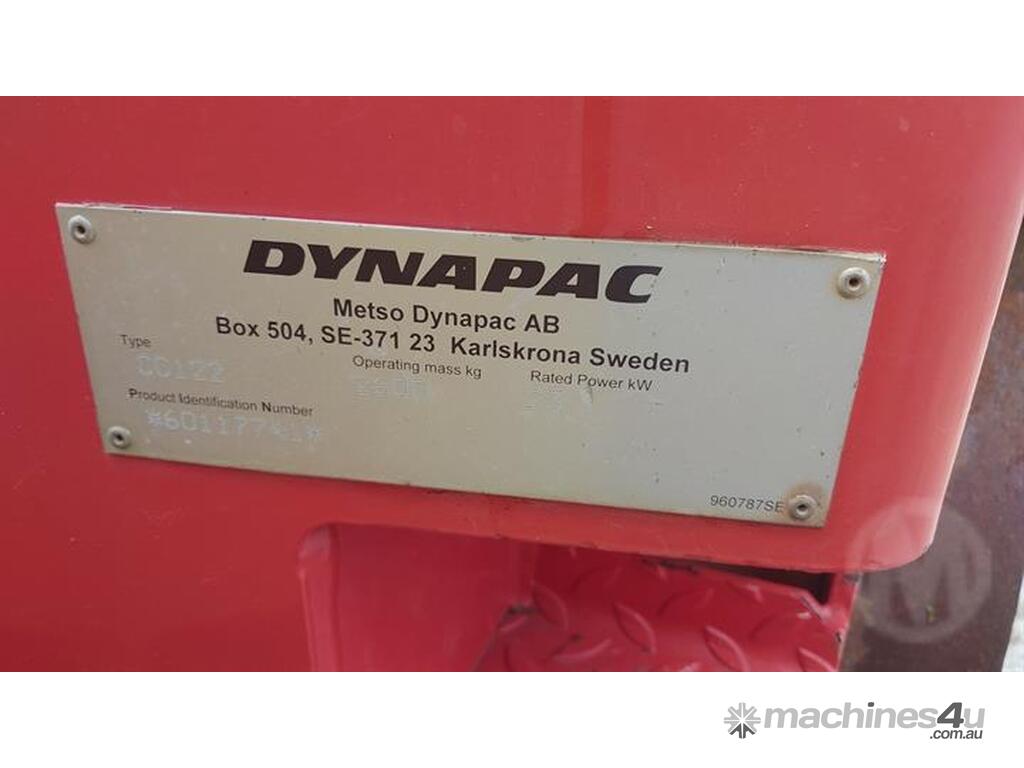 DYNAPAC
Metso Dynapac AB
Box 504, SE-371 23 Karlskrona Sweden
Type
Operating mass kg
Rated Power kW
CC122
Product Identification Number
960787SE
machines4u
.com.au